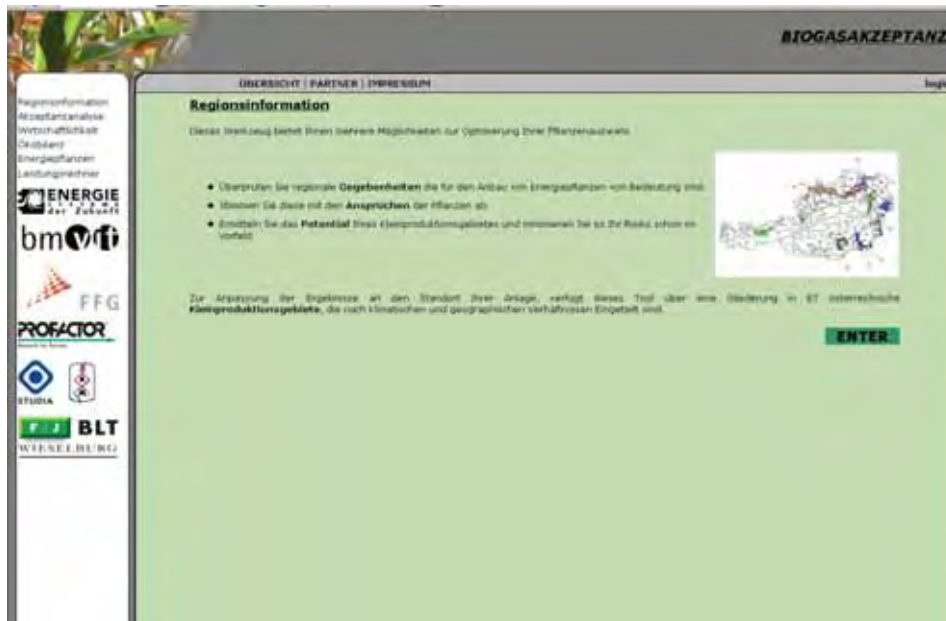 BIOGASAKZEPTANZ
ÜBERSICHT | PARTNER | IMPRESSUM
login
Regionsinformation
Akzeptanzanalyse
Wirtschaftlichkeit
Ökobilanz
Energiepflanzen
Leistungsrechner
ENERGIE
SYSTEME
der Zukunft
bmvit
FFG
PROFACTOR
STUDIA
F J BLT
WIESELBURG
Regionsinformation
Dieses Werkzeug bietet Ihnen mehrere Möglichkeiten zur Optimierung Ihrer Pflanzenauswahl.
Überprüfen Sie regionale Gegebenheiten die für den Anbau von Energiepflanzen von Bedeutung sind.
Stimmen Sie diese mit den Ansprüchen der Pflanzen ab.
Ermitteln Sie das Potential Ihres Kleinproduktionsgebietes und minimieren Sie so Ihr Risiko schon im
Vorfeld.
Zur Anpassung der Ergebnisse an den Standort Ihrer Anlage, verfügt dieses Tool über eine Gliederung in 87 österreichische
Kleinproduktionsgebiete, die nach klimatischen und geographischen Verhältnissen Eingeteilt sind.
ENTER